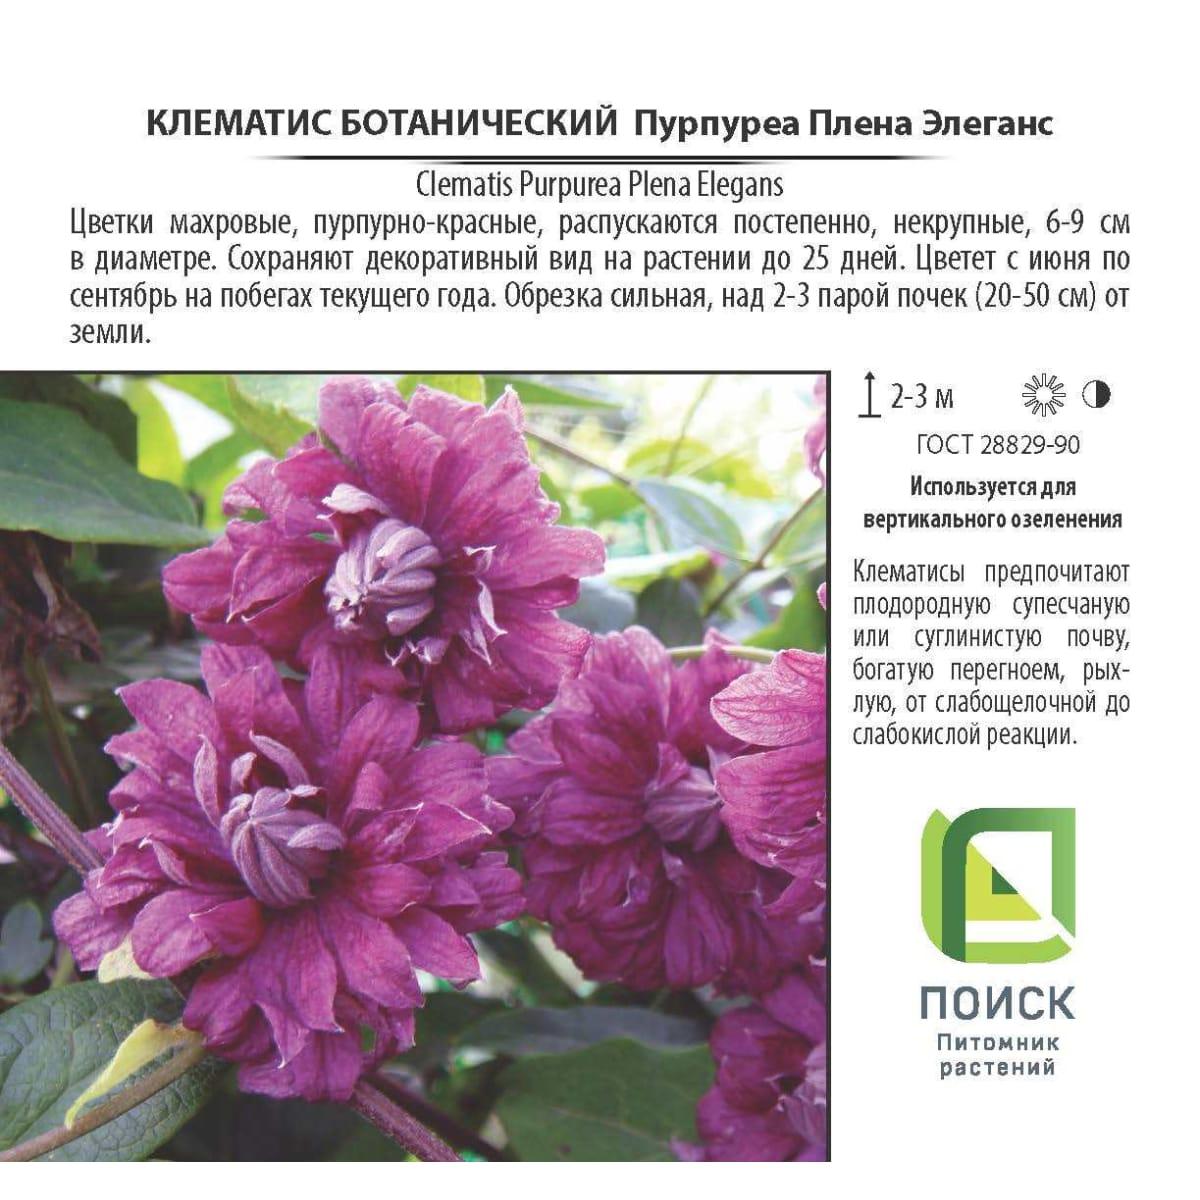 КЛЕМАТИС БОТАНИЧЕСКИЙ Пурпуреа Плена Элеганс
Clematis Purpurea Plena Elegans
Цветки махровые, пурпурно-красные, распускаются постепенно, некрупные, 6-9 см
в диаметре. Сохраняют декоративный вид на растении до 25 дней. Цветет с июня по
сентябрь на побегах текущего года. Обрезка сильная, над 2-3 парой почек (20-50 см) от
земли.
2-3 м
ГОСТ 28829-90
Используется для
вертикального озеленения
Клематисы предпочитают
плодородную супесчаную
или суглинистую почву,
богатую перегноем, рых-
лую, от слабощелочной до
слабокислой реакции.
ПОИСК
Питомник
растений